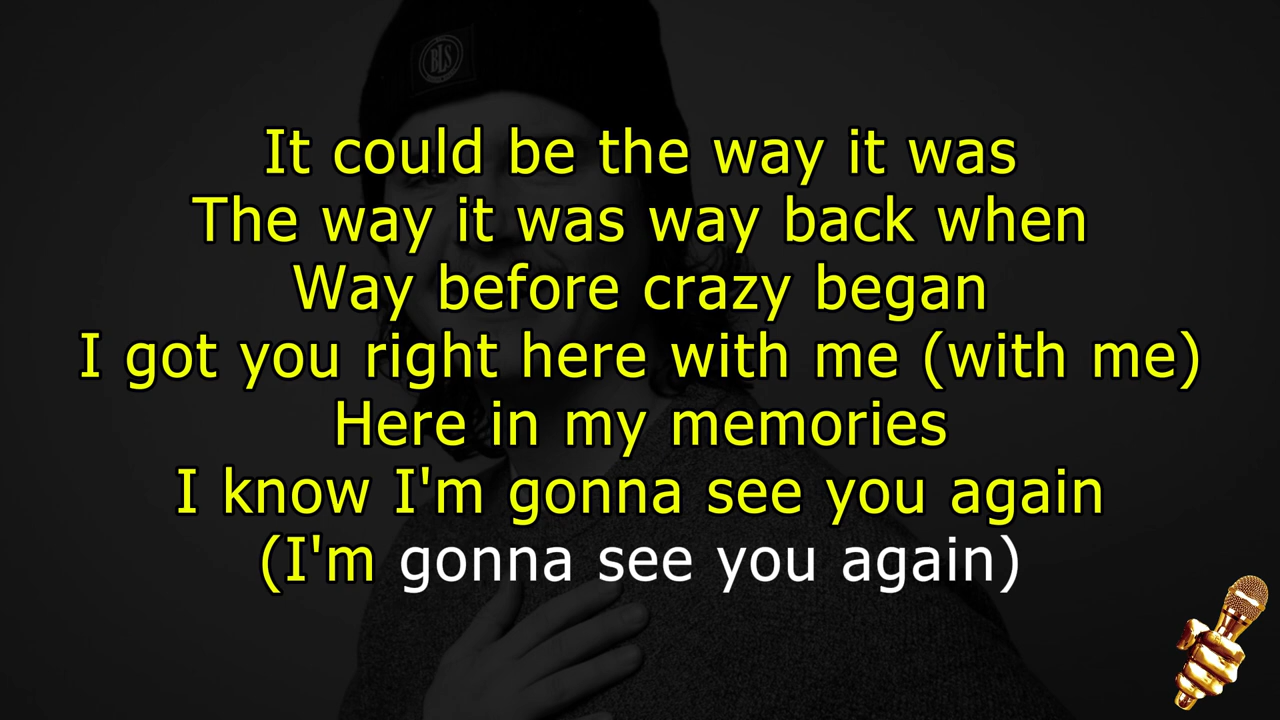 BLS
It could be the way it was
The way it was way back when
Way before crazy began
I got you right here with me (with me)
Here in my memories
I know I'm gonna see you again
(I'm gonna see you again)